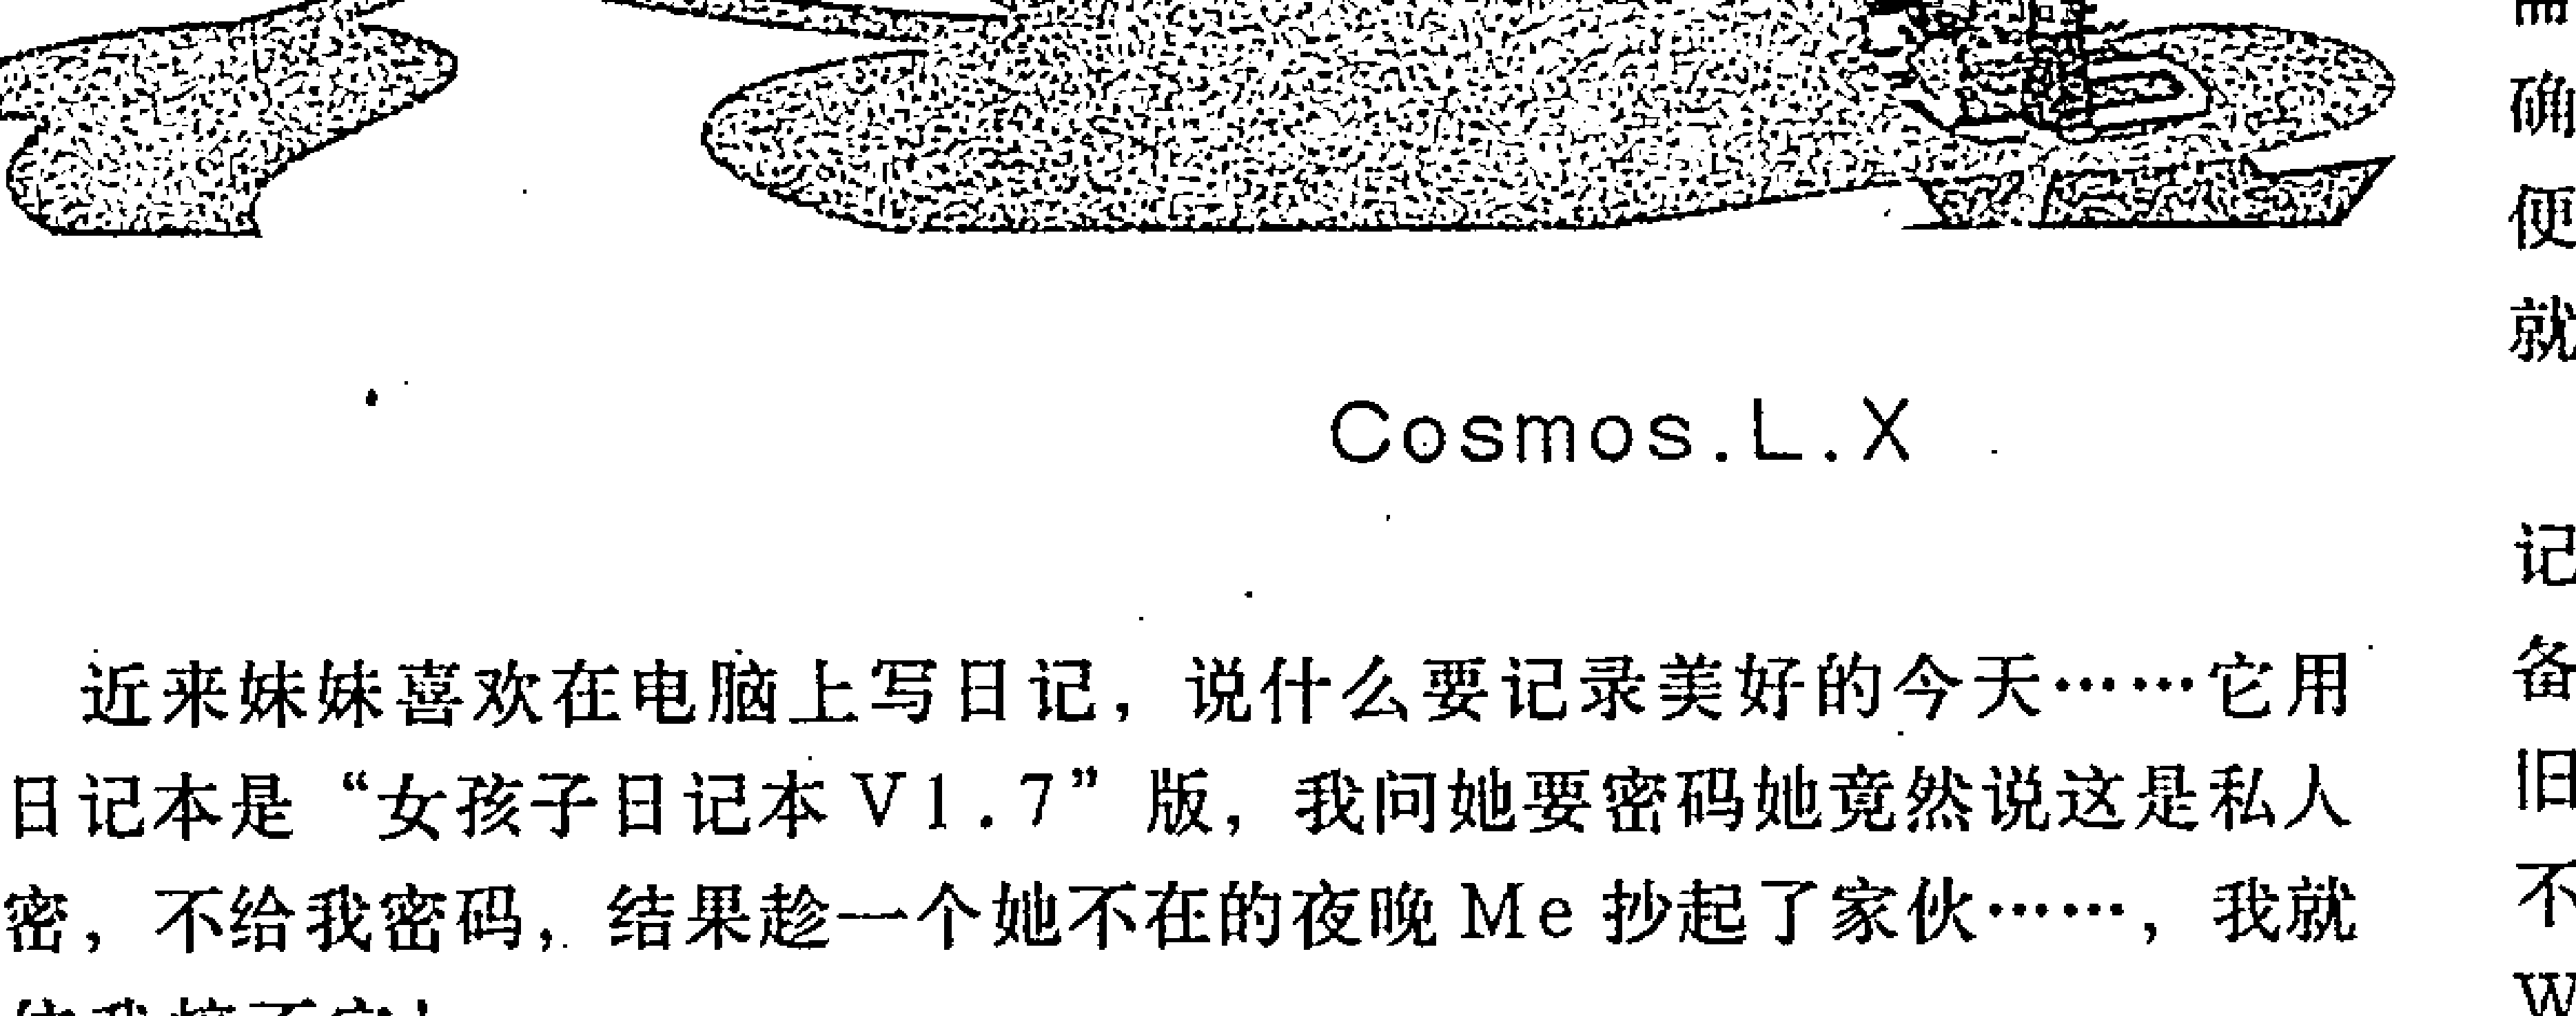 Cosmos.L.X
近来妹妹喜欢在电脑上写日记，说什么要记录美好的今天……它用
日记本是“女孩子日记本V1.7”版，我问她要密码她竟然说这是私人
密，不给我密码，结果趁一个她不在的夜晚Me抄起了家伙……，我就
确
便
就
记
备
旧
不
W